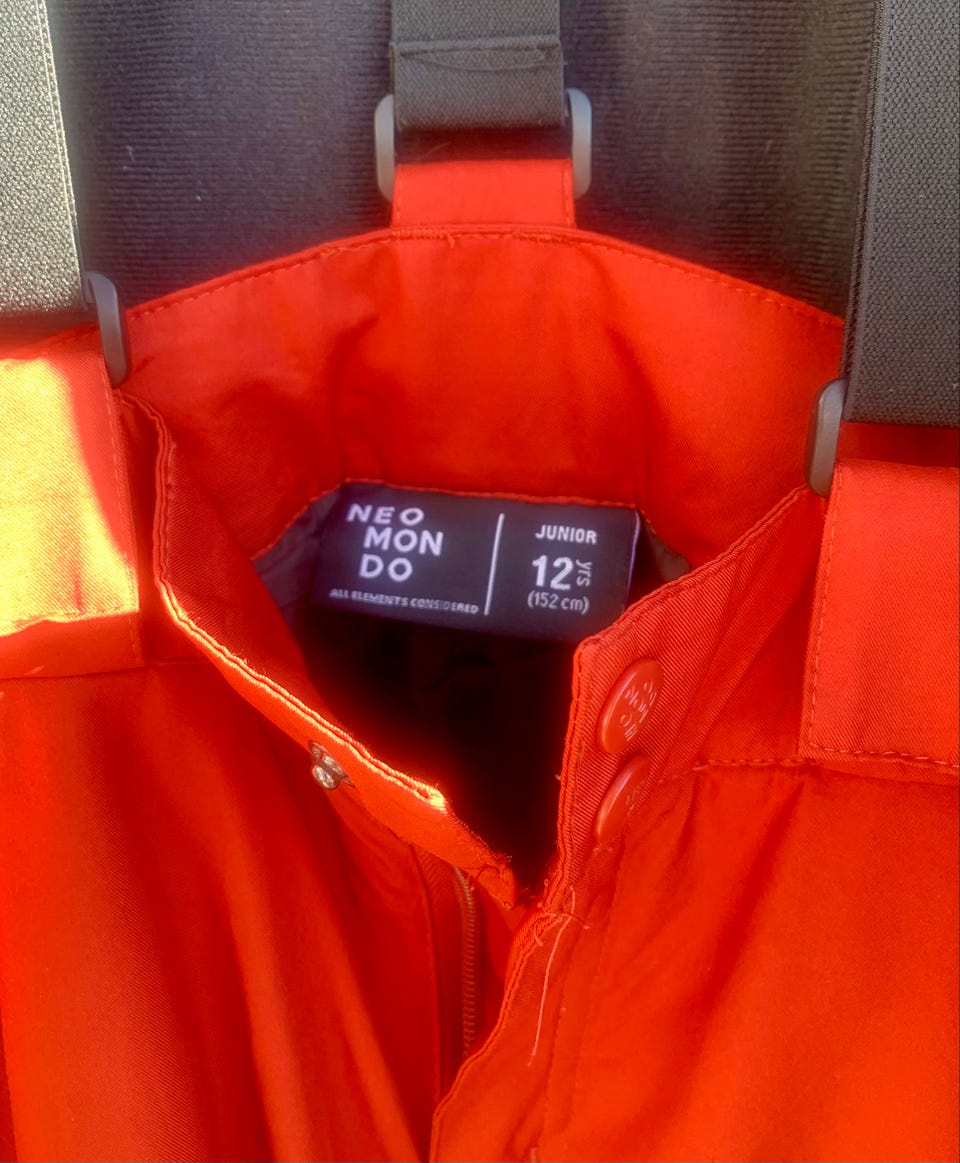 NEO
MON
DO
ALL ELEMENTS CONSIDERED
JUNIOR
12 yrs
(152 cm)